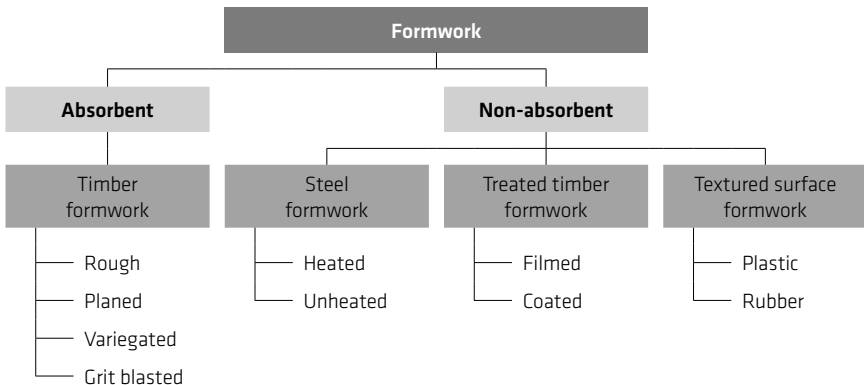 Formwork
Absorbent
Non-absorbent
Timber
formwork
Steel
formwork
Treated timber
formwork
Textured surface
formwork
Rough
Planed
Variegated
Grit blasted
Heated
Unheated
Filmed
Coated
Plastic
Rubber